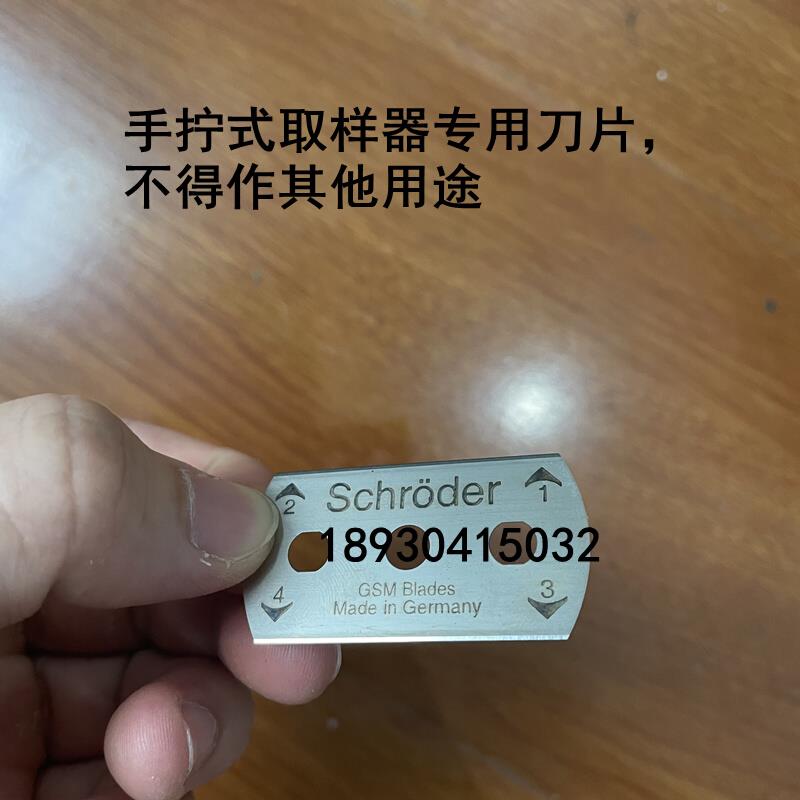 手拧式取样器专用刀片，
不得作其他用途
2 Schröder 1
18930415032
4 GSM Blades 3
Made in Germany